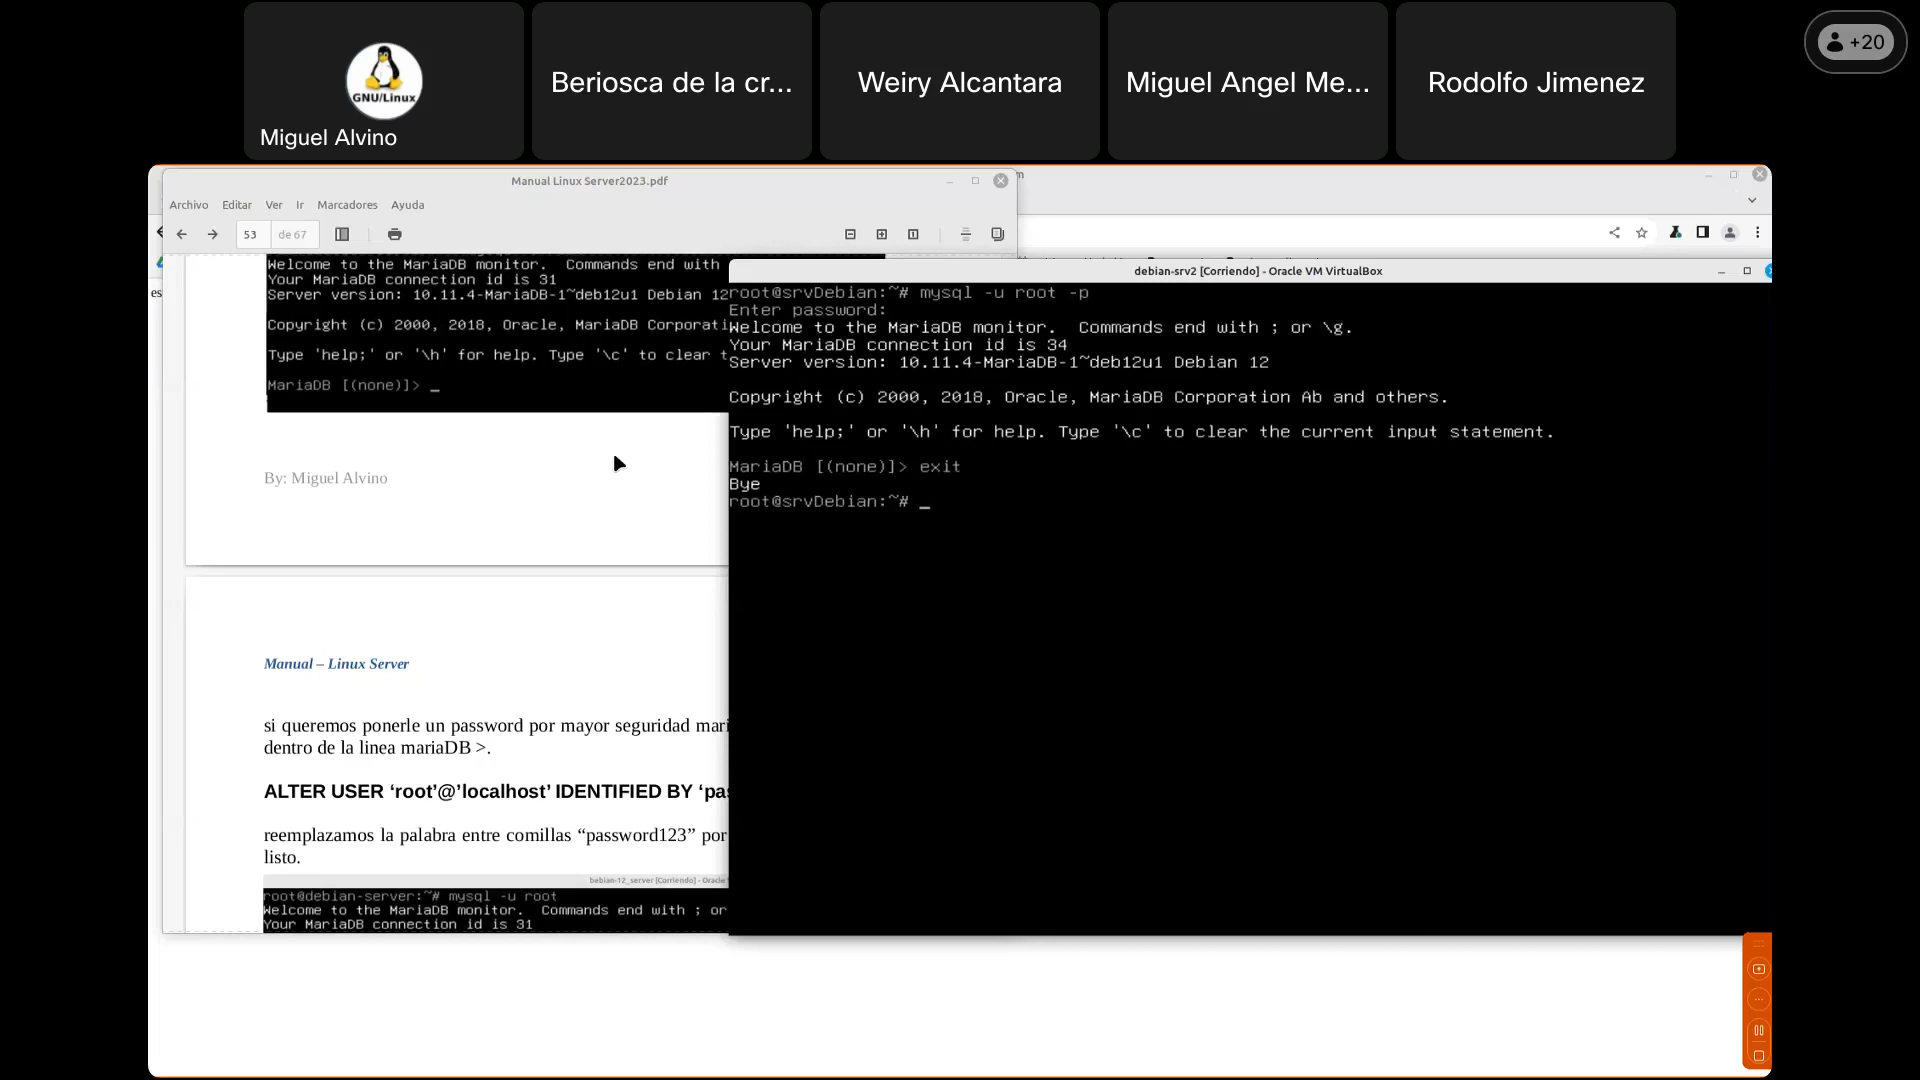 GNU/Linux
Miguel Alvino
Beriosca de la cr...
Weiry Alcantara
Miguel Angel Me...
Rodolfo Jimenez
+20
Manual Linux Server2023.pdf
Archivo Editar Ver Ir Marcadores Ayuda
53 de 67
Welcome to the MariaDB monitor. Commands end with
Your MariaDB connection id is 31
Server version: 10.11.4-MariaDB-1~deb12u1 Debian 12
Copyright (c) 2000, 2018, Oracle, MariaDB Corporati
Type 'help;' or '\h' for help. Type '\c' to clear t
MariaDB [(none)]> _
By: Miguel Alvino
Manual – Linux Server
si queremos ponerle un password por mayor seguridad mari
dentro de la linea mariaDB >.
ALTER USER ‘root’@’localhost’ IDENTIFIED BY ‘pas
reemplazamos la palabra entre comillas “password123” por
listo.
bebian-12_server [Corriendo] - Oracle
root@debian-server:~# mysql -u root
Welcome to the MariaDB monitor. Commands end with ; or
Your MariaDB connection id is 31
es
m
debian-srv2 [Corriendo] - Oracle VM VirtualBox
root@srvDebian:~# mysql -u root -p
Enter password:
Welcome to the MariaDB monitor. Commands end with ; or \g.
Your MariaDB connection id is 34
Server version: 10.11.4-MariaDB-1~deb12u1 Debian 12
Copyright (c) 2000, 2018, Oracle, MariaDB Corporation Ab and others.
Type 'help;' or '\h' for help. Type '\c' to clear the current input statement.
MariaDB [(none)]> exit
Bye
root@srvDebian:~# _